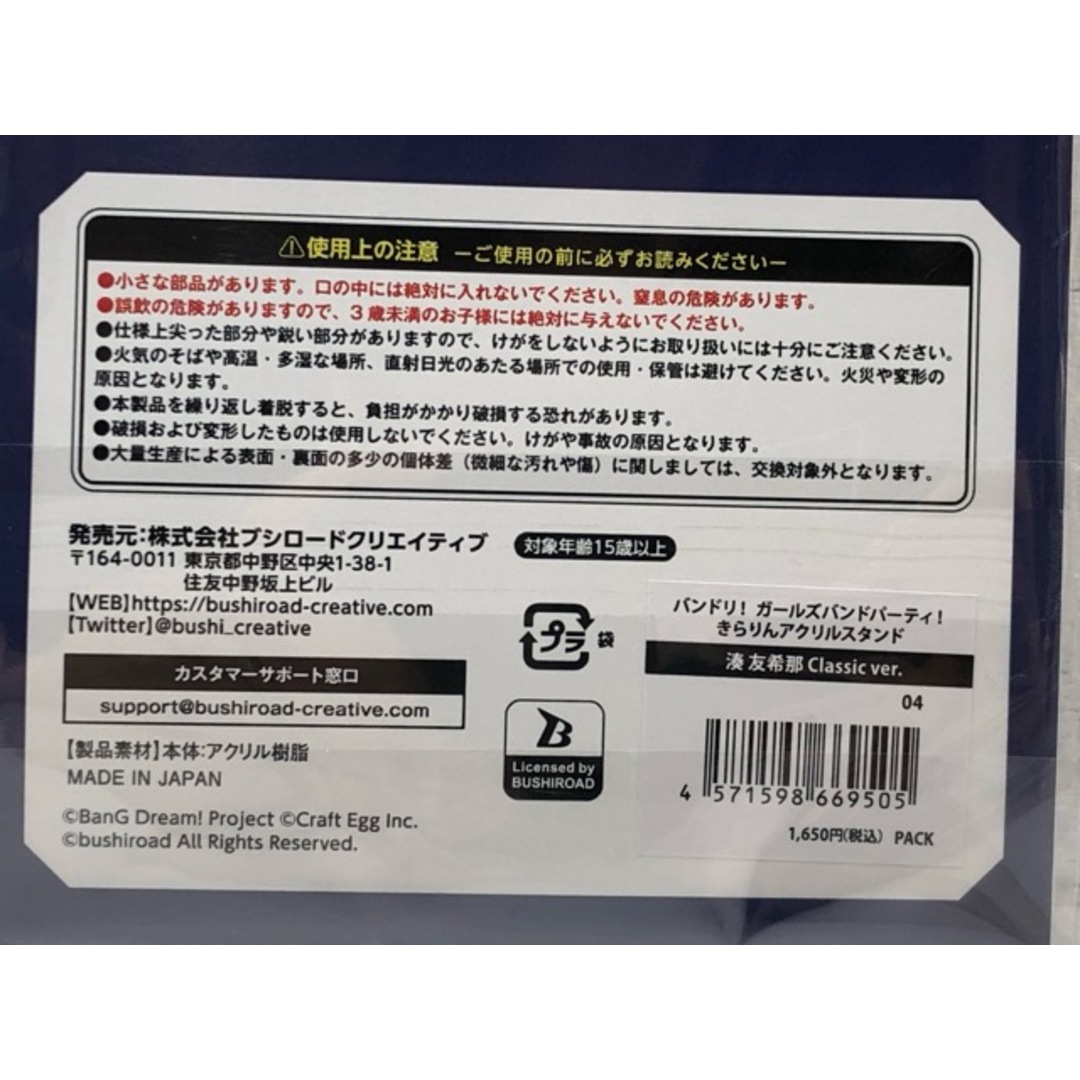 ⚠使用上の注意 ーご使用の前に必ずお読みくださいー
●小さな部品があります。口の中には絶対に入れないでください。窒息の危険があります。
●誤飲の危険がありますので、3歳未満のお子様には絶対に与えないでください。
●仕様上尖った部分や鋭い部分がありますので、けがをしないようにお取り扱いには十分にご注意ください。
●火気のそばや高温・多湿な場所、直射日光のあたる場所での使用・保管は避けてください。火災や変形の
原因となります。
●本製品を繰り返し着脱すると、負担がかかり破損する恐れがあります。
●破損および変形したものは使用しないでください。けがや事故の原因となります。
●大量生産による表面・裏面の多少の個体差（微細な汚れや傷）に関しましては、交換対象外となります。
発売元:株式会社ブシロードクリエイティブ
〒164-0011 東京都中野区中央1-38-1
住友中野坂上ビル
【WEB】https://bushiroad-creative.com
【Twitter】@bushi_creative
カスタマーサポート窓口
support@bushiroad-creative.com
【製品素材】本体:アクリル樹脂
MADE IN JAPAN
©BanG Dream! Project ©Craft Egg Inc.
©bushiroad All Rights Reserved.
対象年齢15歳以上
プラ 袋
B
Licensed by
BUSHIROAD
バンドリ！ ガールズバンドパーティ！
きらりんアクリルスタンド
湊 友希那 Classic ver.
04
4 571598 669505
1,650円(税込) PACK